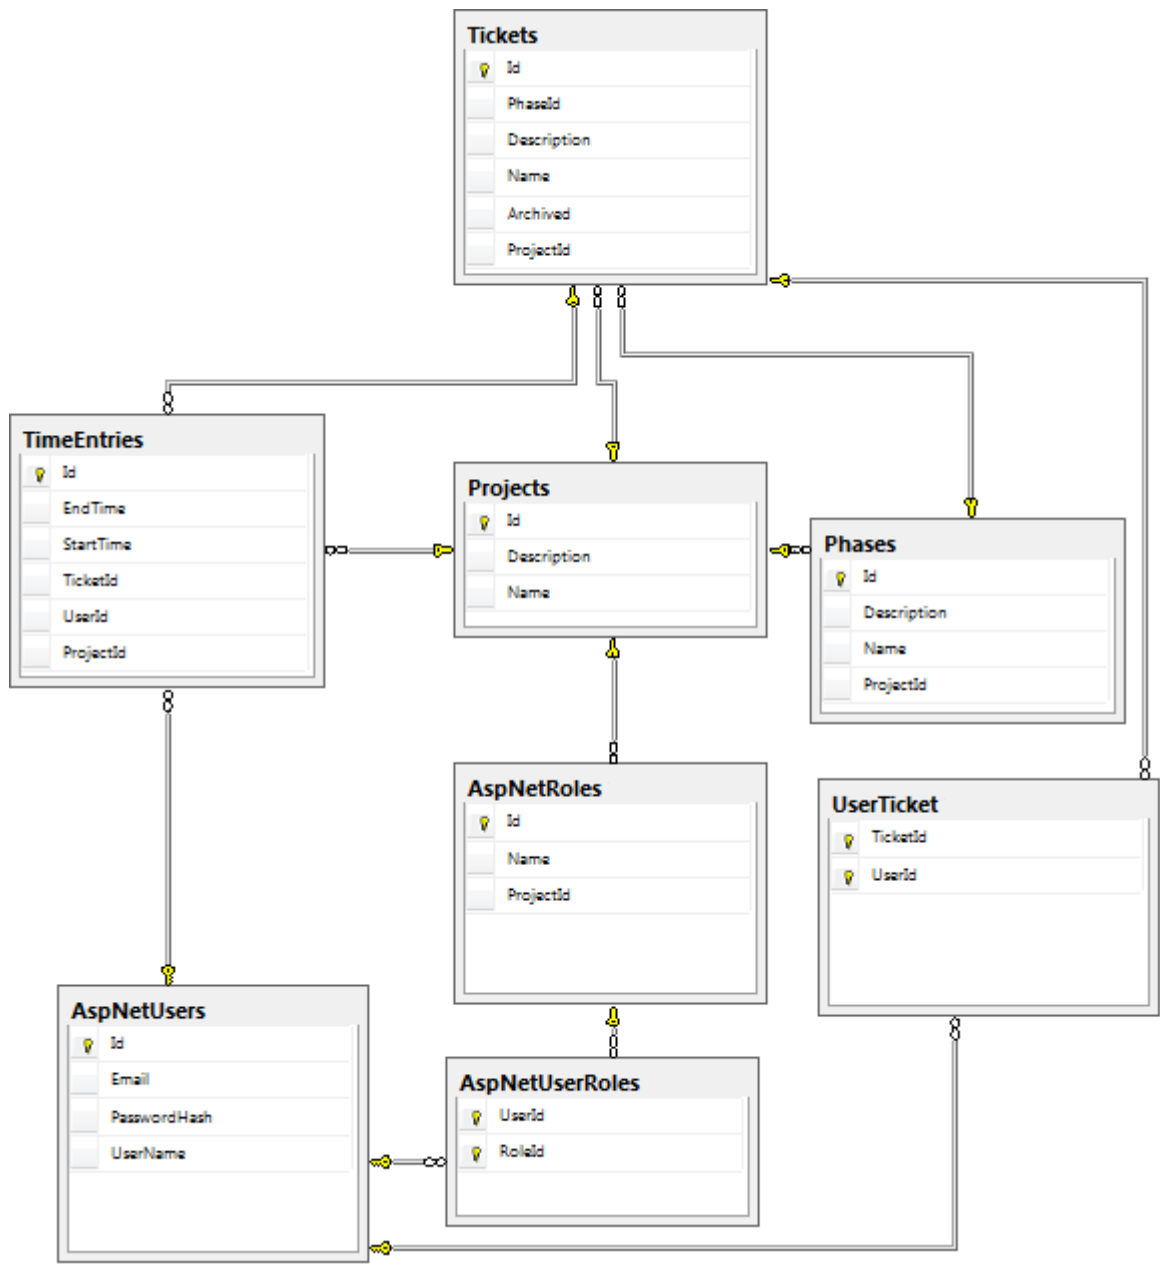 Tickets
Id
PhaseId
Description
Name
Archived
ProjectId
TimeEntries
Id
EndTime
StartTime
TicketId
UserId
ProjectId
Projects
Id
Description
Name
Phases
Id
Description
Name
ProjectId
AspNetRoles
Id
Name
ProjectId
UserTicket
TicketId
UserId
AspNetUsers
Id
Email
PasswordHash
UserName
AspNetUserRoles
UserId
RoleId